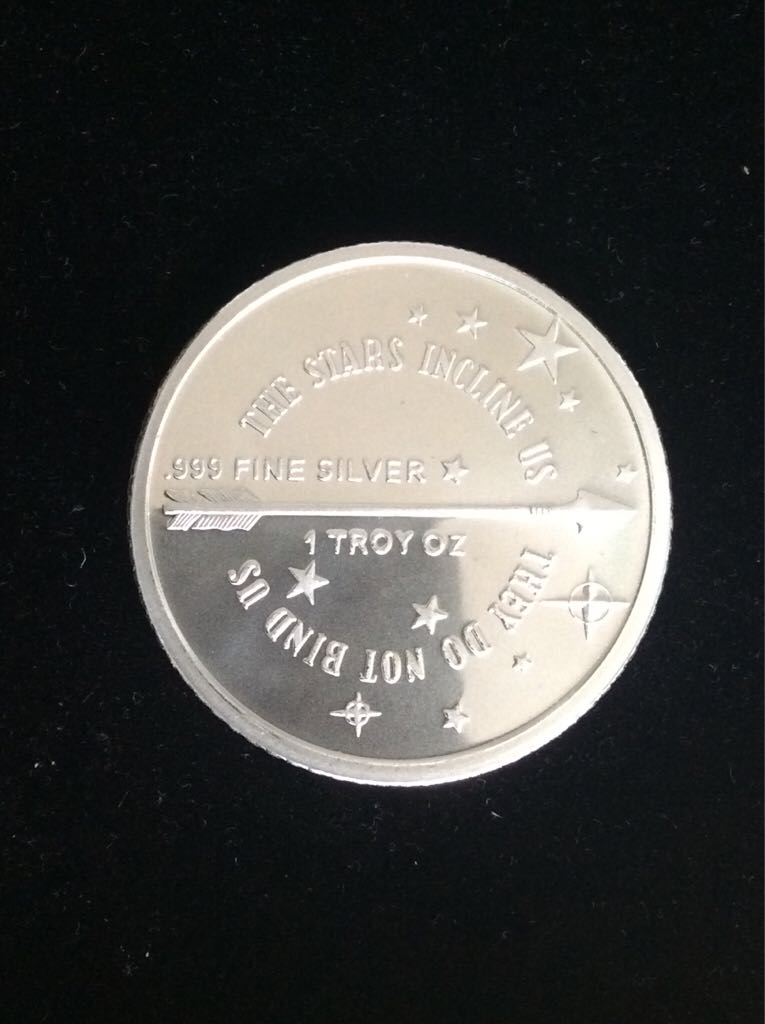 THE STARS INCLINE US
.999 FINE SILVER
1 TROY OZ
THEY DO NOT BIND US